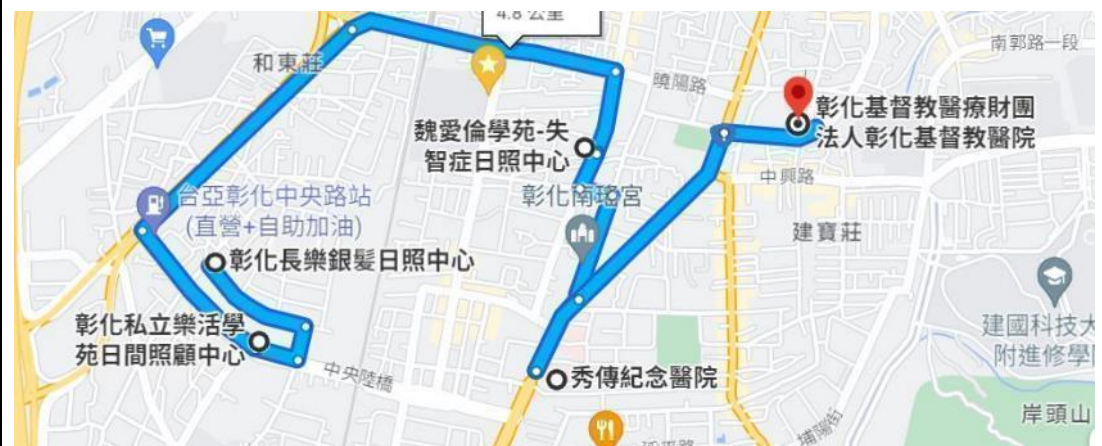 4.8 公里
南郭路一段
和東莊
曉陽路
彰化基督教醫療財團
法人彰化基督教醫院
魏愛倫學苑-失
智症日照中心
中興路
台亞彰化中央路站
(直營+自助加油)
彰化南瑤宮
建寶莊
彰化長樂銀髮日照中心
彰化私立樂活學
苑日間照顧中心
建國科技大
附進修學
中央陸橋
秀傳紀念醫院
岸頭山
埔陽街